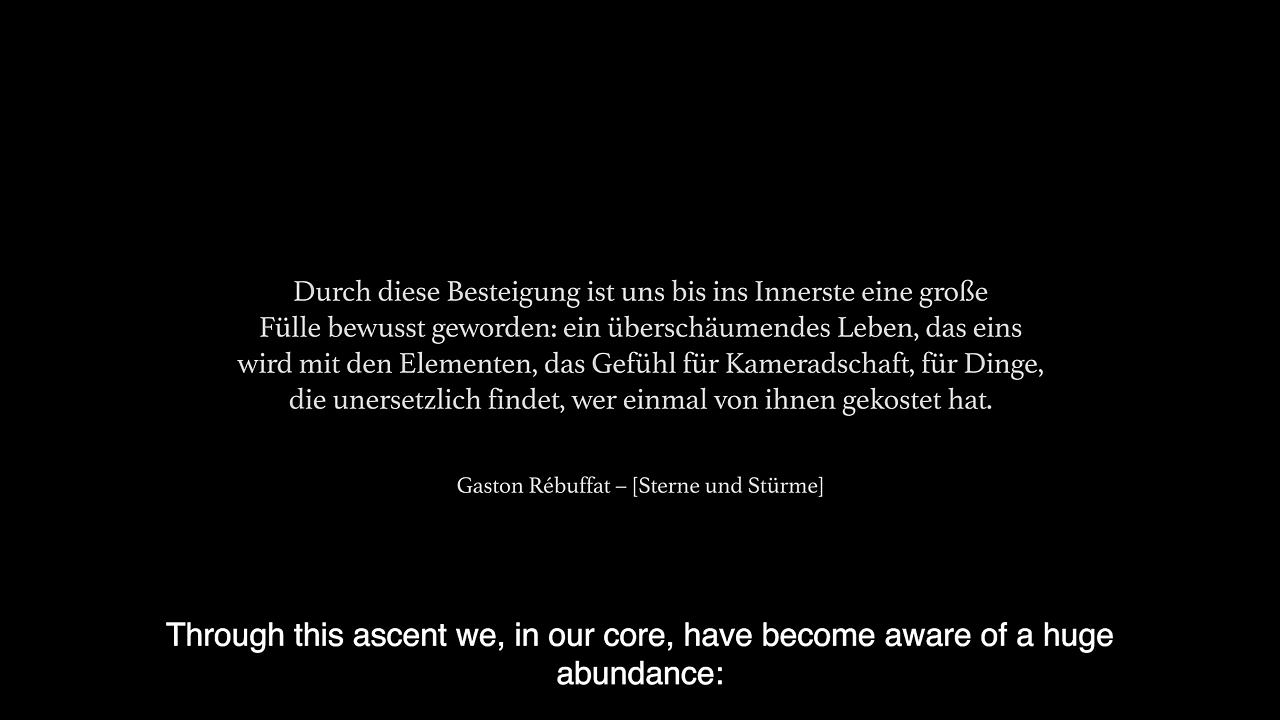 Durch diese Besteigung ist uns bis ins Innerste eine große
Fülle bewusst geworden: ein überschäumendes Leben, das eins
wird mit den Elementen, das Gefühl für Kameradschaft, für Dinge,
die unersetzlich findet, wer einmal von ihnen gekostet hat.
Gaston Rébuffat – [Sterne und Stürme]
Through this ascent we, in our core, have become aware of a huge
abundance: